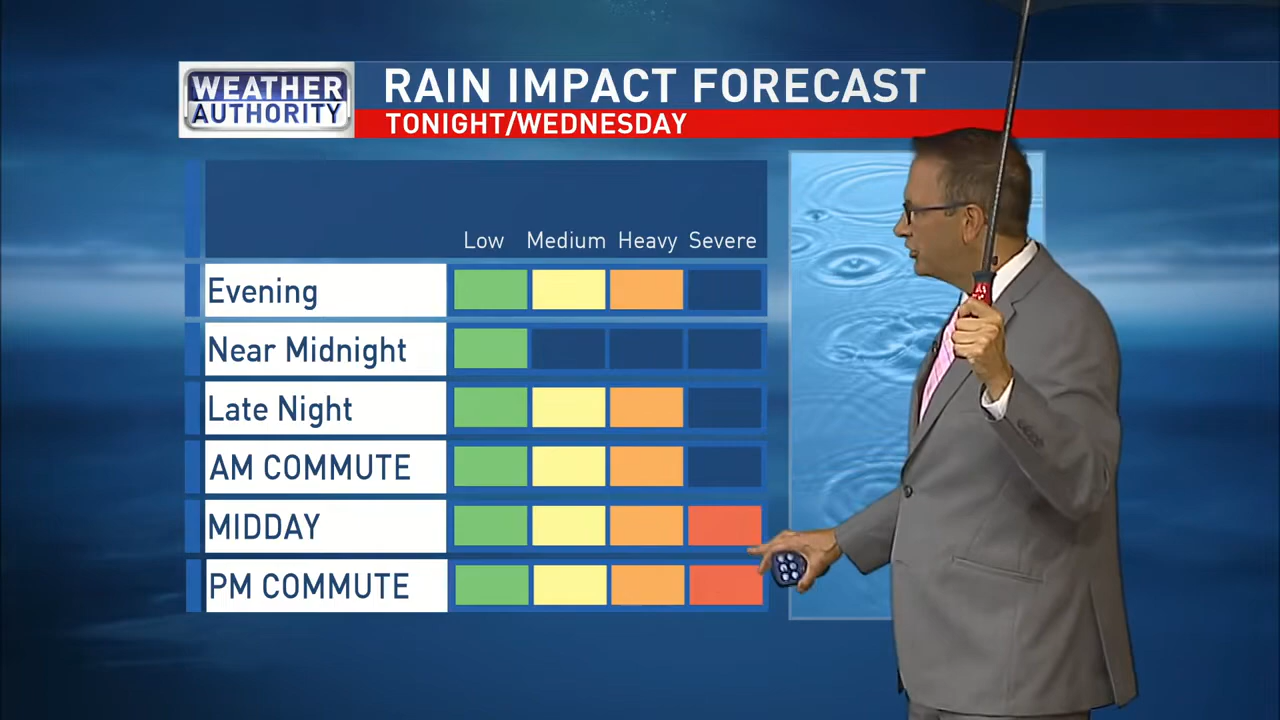 WEATHER
AUTHORITY
RAIN IMPACT FORECAST
TONIGHT/WEDNESDAY
Low Medium Heavy Severe
Evening
Near Midnight
Late Night
AM COMMUTE
MIDDAY
PM COMMUTE